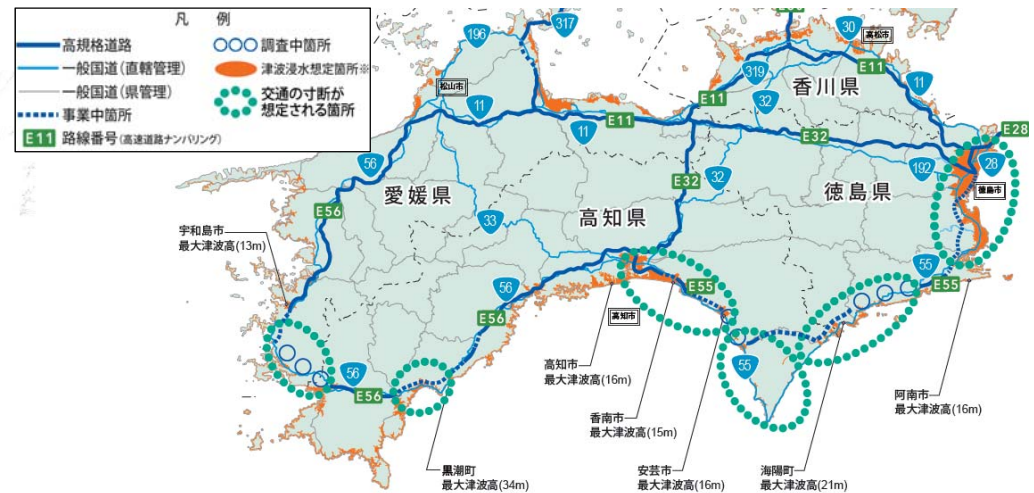 凡 例
高規格道路
一般国道(直轄管理)
一般国道(県管理)
事業中箇所
E11 路線番号(高速道路ナンバリング)
調査中箇所
津波浸水想定箇所※
交通の寸断が
想定される箇所
317
196
松山市
11
E11
11
56
E56
愛媛県
33
宇和島市
最大津波高(13m)
56
E56
56
E56
黒潮町
最大津波高(34m)
30
高松市
319
E11
32
香川県
E11
11
E32
E28
192
28
徳島市
E32
32
徳島県
高知県
55
E55
E55
高知市
55
高知市
最大津波高(16m)
香南市
最大津波高(15m)
安芸市
最大津波高(16m)
海陽町
最大津波高(21m)
阿南市
最大津波高(16m)